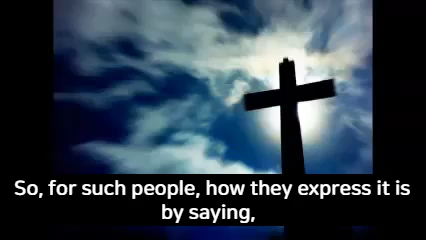 So, for such people, how they express it is
by saying,